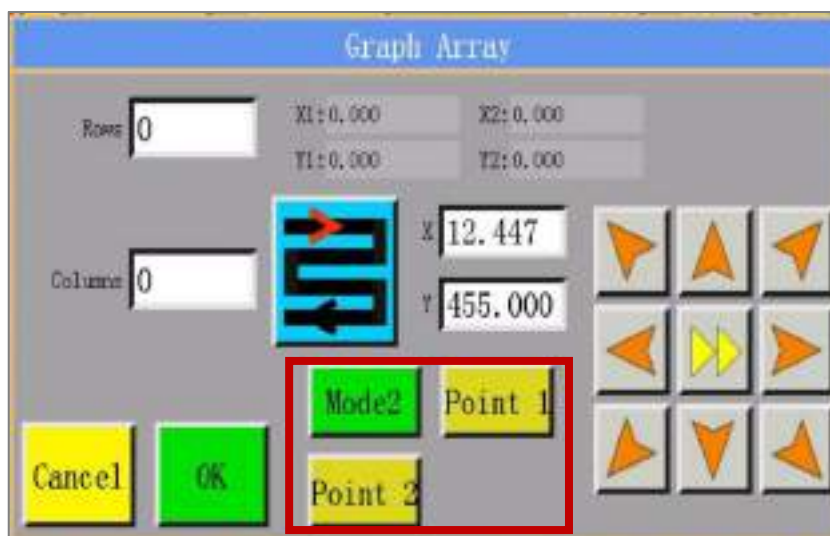 Graph Array
Rows 0 X1:0.000 X2:0.000
Y1:0.000 Y2:0.000
X 12.447
Columns 0
Y 455.000
Mode2 Point 1
Cancel OK
Point 2